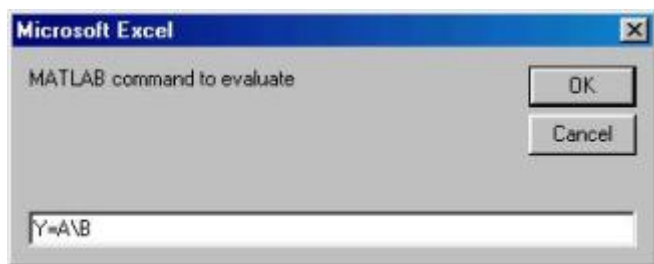 Microsoft Excel
MATLAB command to evaluate
OK
Cancel
Y=A\B